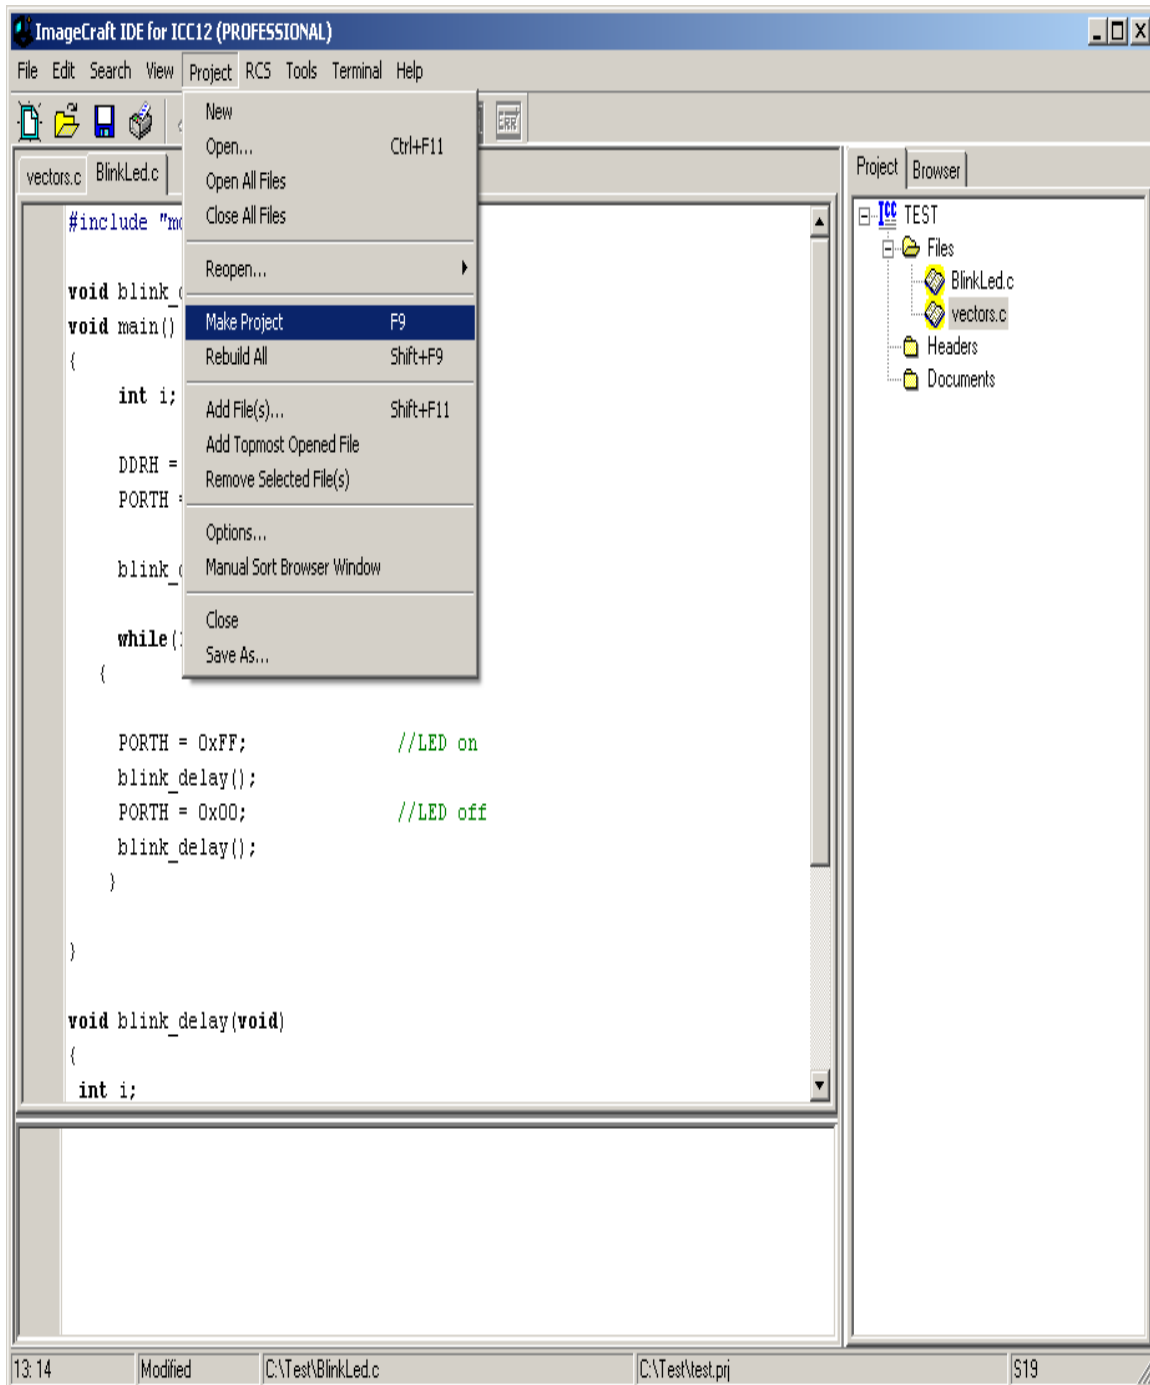 ImageCraft IDE for ICC12 (PROFESSIONAL)
File Edit Search View Project RCS Tools Terminal Help
ERR
New
Open... Ctrl+F11
Open All Files
Close All Files
Reopen...
Make Project F9
Rebuild All Shift+F9
Add File(s)... Shift+F11
Add Topmost Opened File
Remove Selected File(s)
Options...
Manual Sort Browser Window
Close
Save As...
vectors.c BlinkLed.c
#include "m
void blink_
void main()
{
int i;
DDRH =
PORTH =
blink_
while(
{
PORTH = 0xFF; //LED on
blink_delay();
PORTH = 0x00; //LED off
blink_delay();
}
}
void blink_delay(void)
{
int i;
Project Browser
ICC TEST
Files
BlinkLed.c
vectors.c
Headers
Documents
13: 14 Modified C:\Test\BlinkLed.c C:\Test\test.prj S19